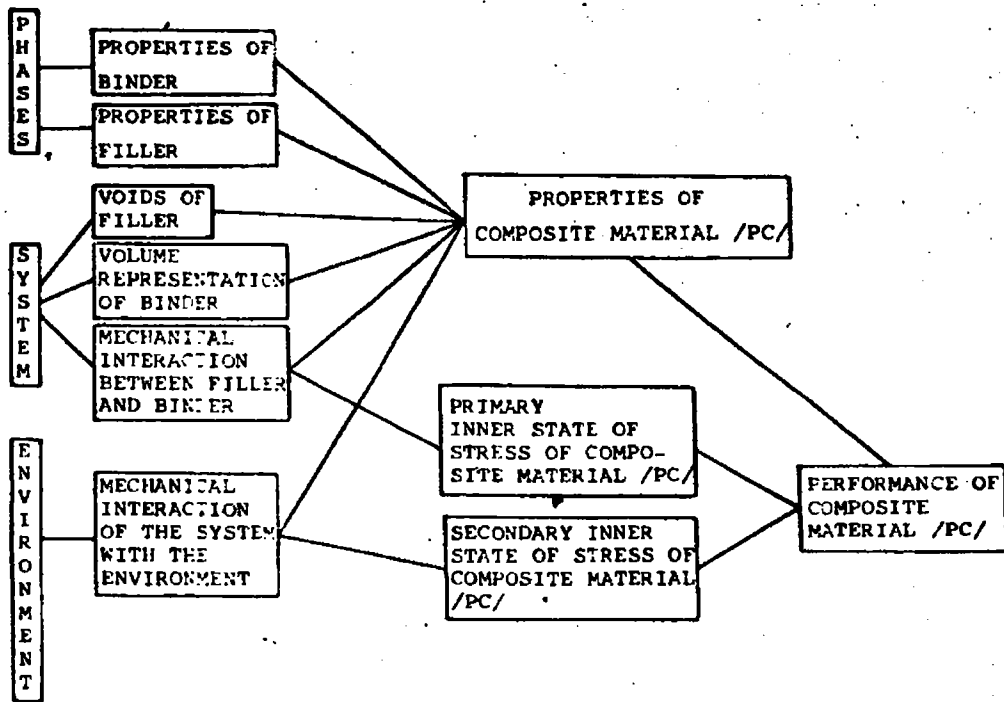 PHASES
PROPERTIES OF
BINDER
PROPERTIES OF
FILLER
SYSTEM
VOIDS OF
FILLER
VOLUME
REPRESENTATION
OF BINDER
MECHANICAL
INTERACTION
BETWEEN FILLER
AND BINDER
ENVIRONMENT
MECHANICAL
INTERACTION
OF THE SYSTEM
WITH THE
ENVIRONMENT
PROPERTIES OF
COMPOSITE MATERIAL /PC/
PRIMARY
INNER STATE OF
STRESS OF COMPO-
SITE MATERIAL /PC/
SECONDARY INNER
STATE OF STRESS OF
COMPOSITE MATERIAL
/PC/
PERFORMANCE OF
COMPOSITE
MATERIAL /PC/